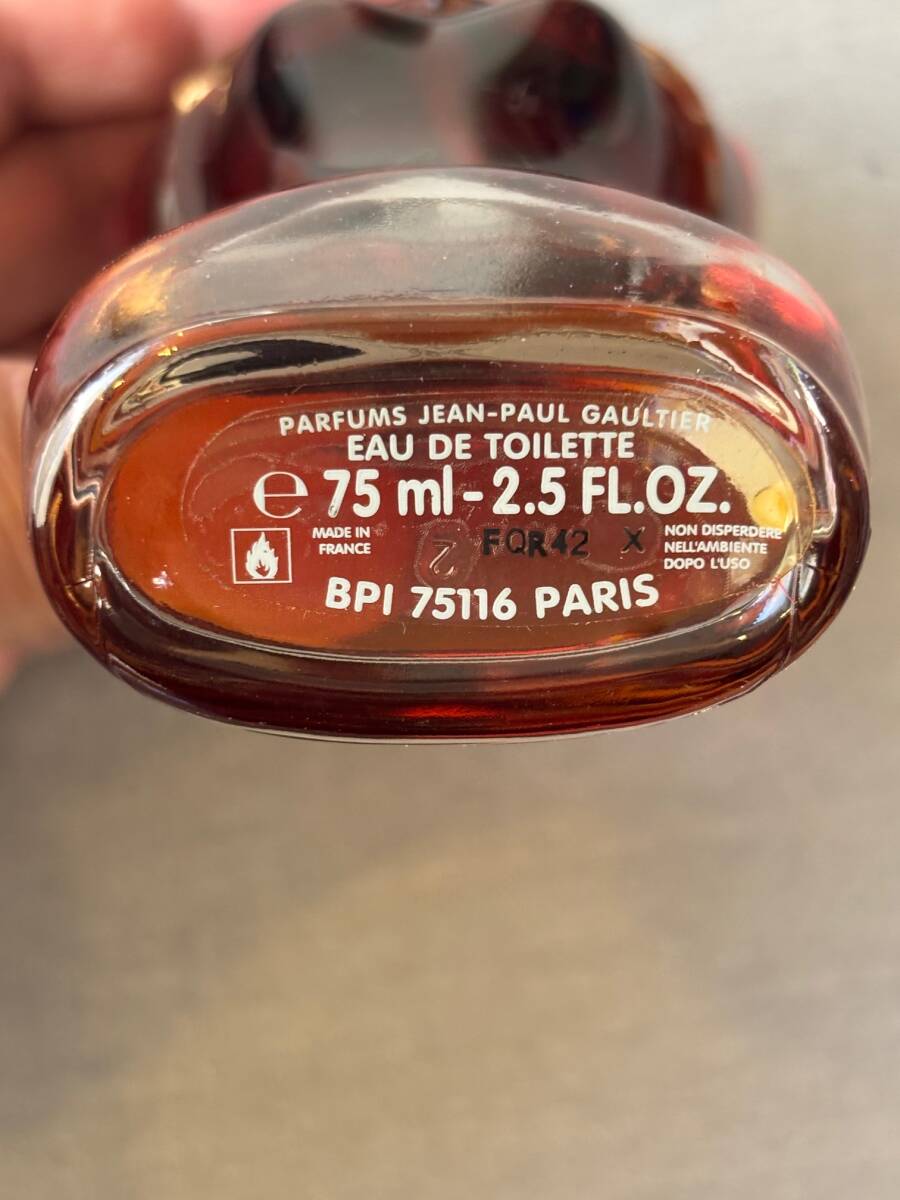 PARFUMS JEAN-PAUL GAULTIER
EAU DE TOILETTE
℮ 75 ml - 2.5 FL.OZ.
MADE IN
FRANCE
2
FQR42 X
NON DISPERDERE
NELL'AMBIENTE
DOPO L'USO
BPI 75116 PARIS